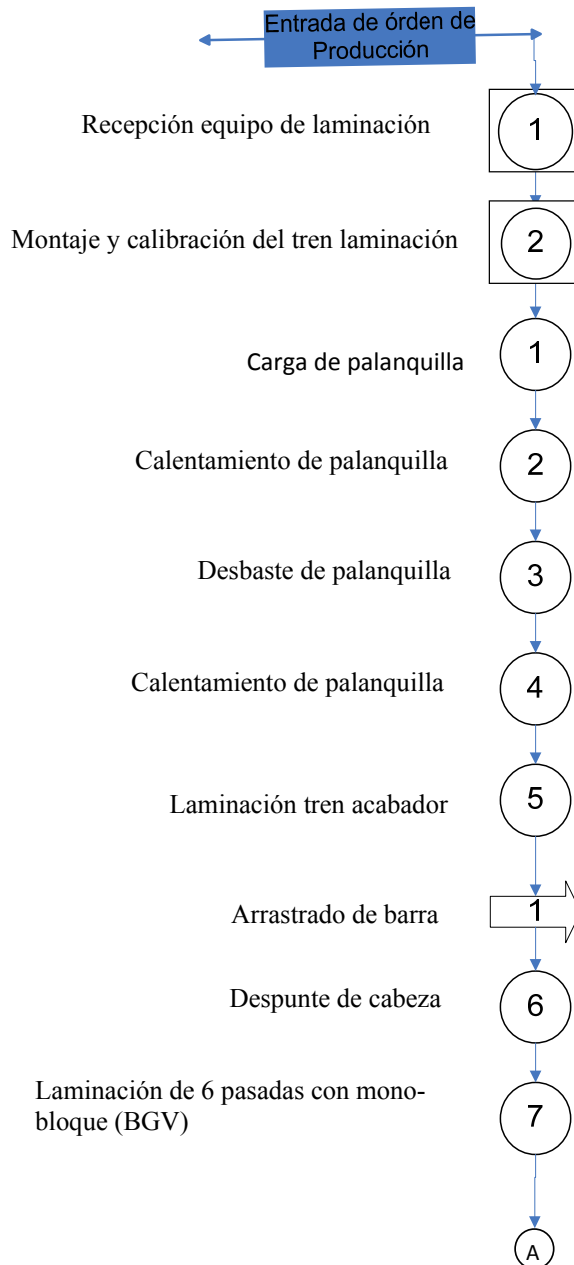 Entrada de órden de
Producción
Recepción equipo de laminación
1
Montaje y calibración del tren laminación
2
Carga de palanquilla
1
Calentamiento de palanquilla
2
Desbaste de palanquilla
3
Calentamiento de palanquilla
4
Laminación tren acabador
5
Arrastrado de barra
1
Despunte de cabeza
6
Laminación de 6 pasadas con mono-
bloque (BGV)
7
A